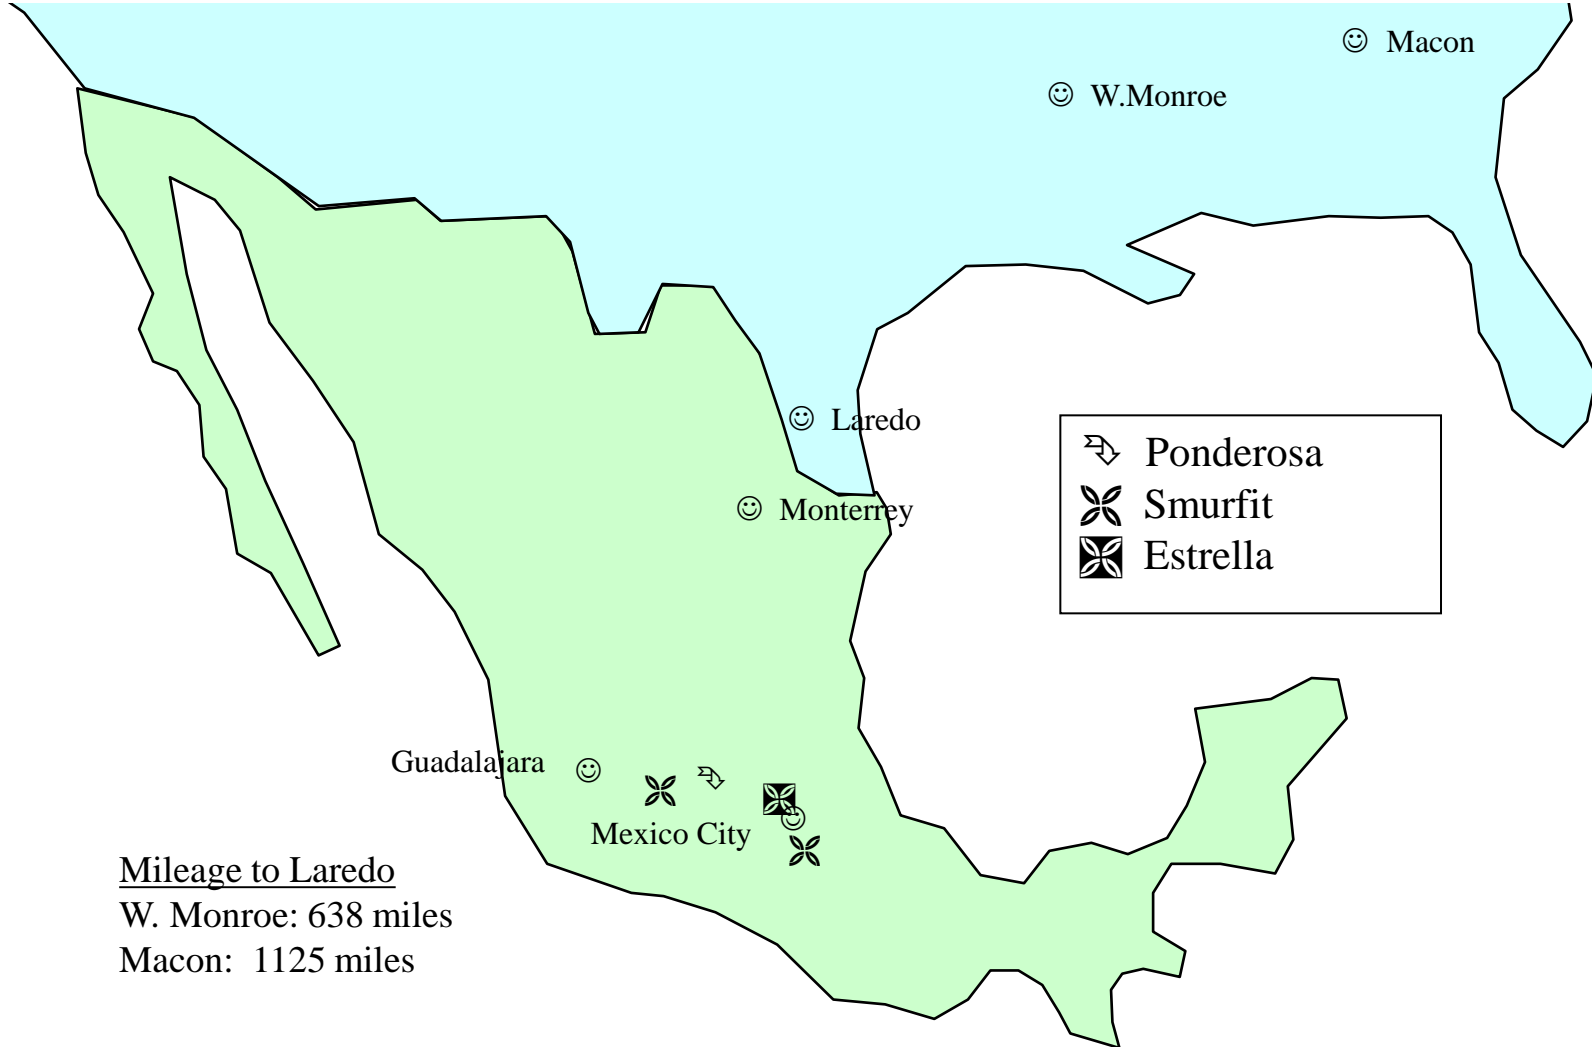 Macon
W.Monroe
Laredo
Ponderosa
Smurfit
Estrella
Monterrey
Guadalajara
Mexico City
Mileage to Laredo
W. Monroe: 638 miles
Macon:  1125 miles